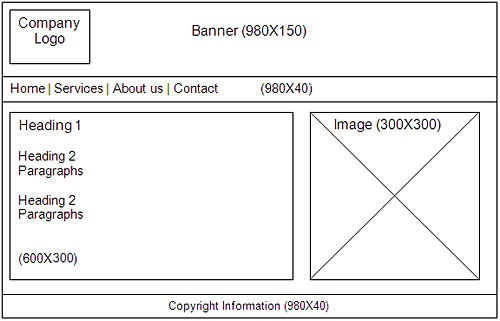 Company
Logo
Banner (980X150)
Home | Services | About us | Contact (980X40)
Heading 1
Heading 2
Paragraphs
Heading 2
Paragraphs
(600X300)
Image (300X300)
Copyright Information (980X40)